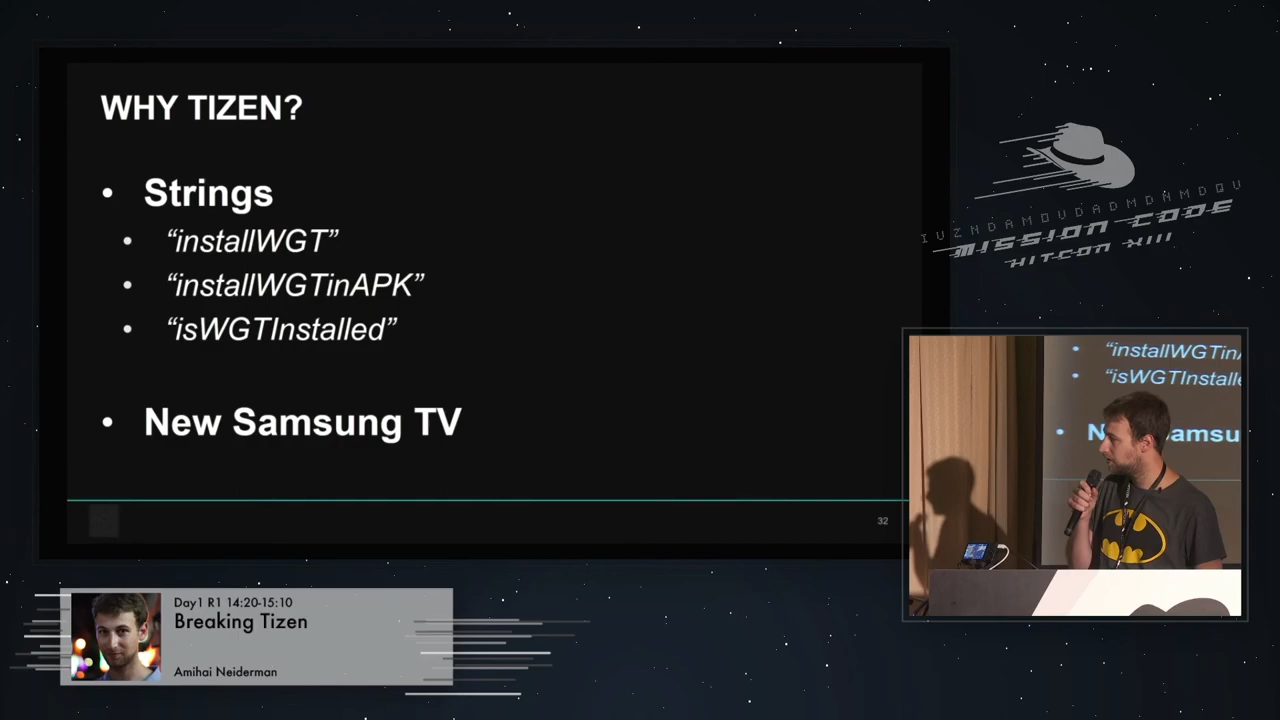 WHY TIZEN?
• Strings
• “installWGT”
• “installWGTinAPK”
• “isWGTInstalled”
• New Samsung TV
32
IUZNDAMOVDADMDNMDQU
MISSION CODE
HITCON XIII
• “installWGTin
• “isWGTInstalle
Day1 R1 14:20-15:10
Breaking Tizen
Amihai Neiderman